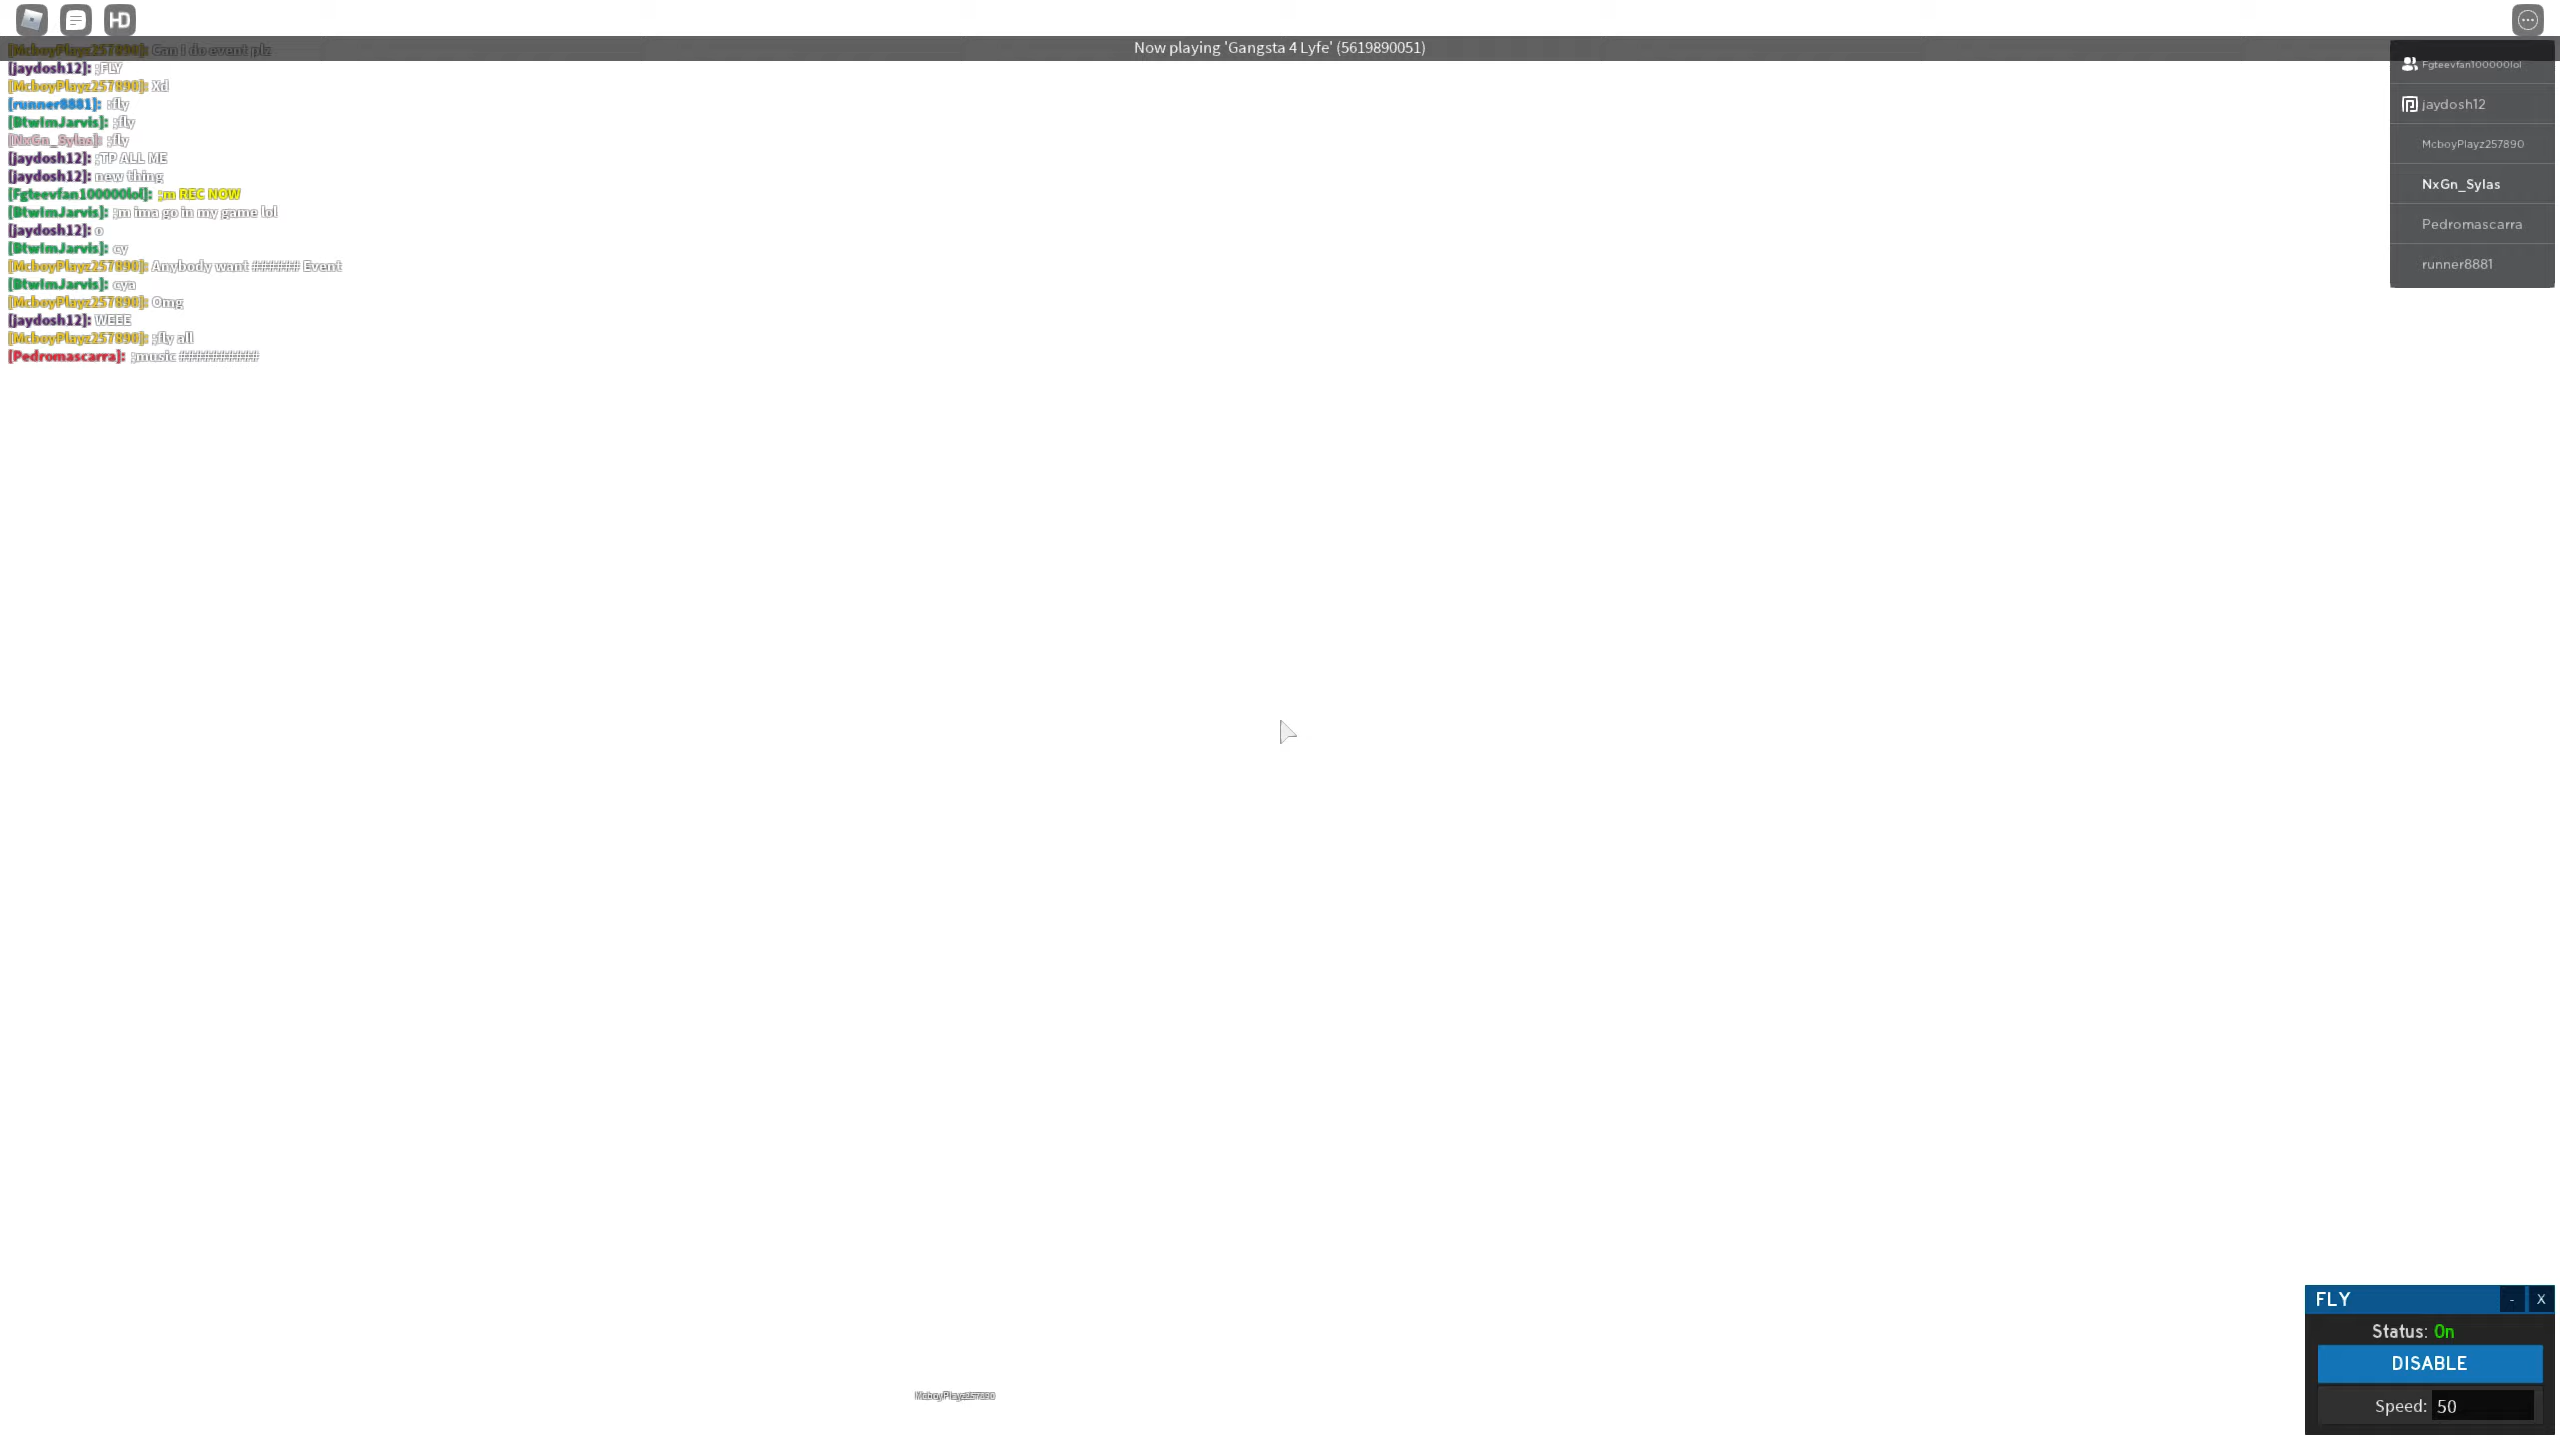 HD
Now playing 'Gangsta 4 Lyfe' (5619890051)
[McboyPlayz257890]: Can I do event plz
[jaydosh12]: ;FLY
[McboyPlayz257890]: Xd
[runner8881]: ;fly
[BtwImJarvis]: ;fly
[NxGn_Sylas]: ;fly
[jaydosh12]: ;TP ALL ME
[jaydosh12]: new thing
[Fgteevfan100000lol]: ;m REC NOW
[BtwImJarvis]: ;m ima go in my game lol
[jaydosh12]: o
[BtwImJarvis]: cy
[McboyPlayz257890]: Anybody want ###### Event
[BtwImJarvis]: cya
[McboyPlayz257890]: Omg
[jaydosh12]: WEEE
[McboyPlayz257890]: ;fly all
[Pedromascarra]: ;music ##########
Fgteevfan100000lol
jaydosh12
McboyPlayz257890
NxGn_Sylas
Pedromascarra
runner8881
McboyPlayz257890
FLY - X
Status: On
DISABLE
Speed: 50